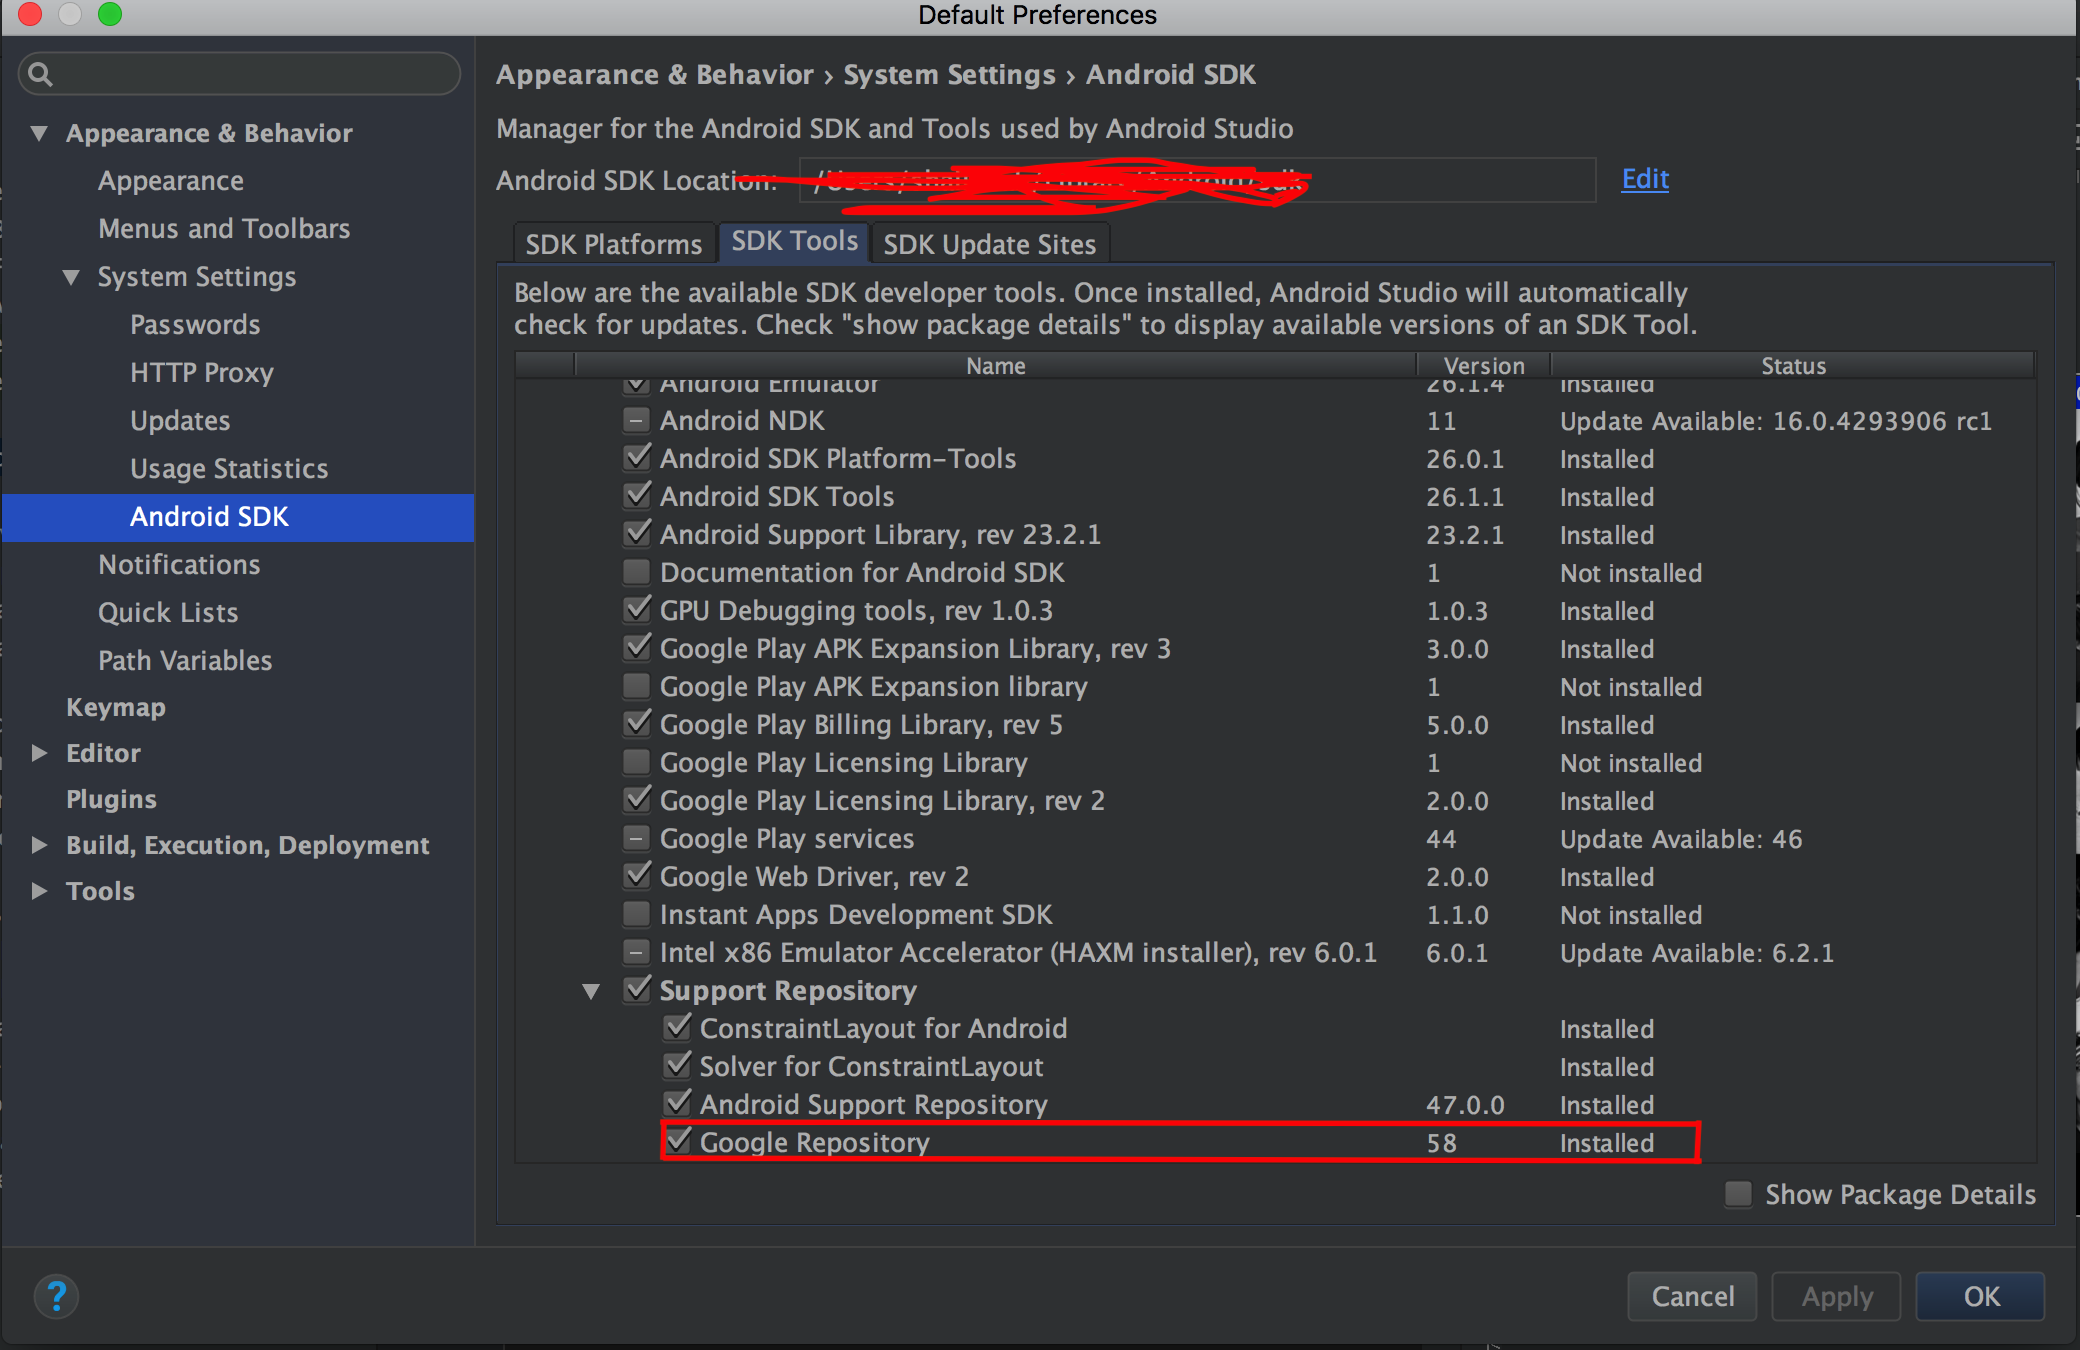 Default Preferences
Appearance & Behavior
Appearance
Menus and Toolbars
System Settings
Passwords
HTTP Proxy
Updates
Usage Statistics
Android SDK
Notifications
Quick Lists
Path Variables
Keymap
Editor
Plugins
Build, Execution, Deployment
Tools
Appearance & Behavior › System Settings › Android SDK
Manager for the Android SDK and Tools used by Android Studio
Android SDK Location: Edit
SDK Platforms SDK Tools SDK Update Sites
Below are the available SDK developer tools. Once installed, Android Studio will automatically
check for updates. Check "show package details" to display available versions of an SDK Tool.
Name Version Status
Android Emulator 26.1.4 Installed
Android NDK 11 Update Available: 16.0.4293906 rc1
Android SDK Platform-Tools 26.0.1 Installed
Android SDK Tools 26.1.1 Installed
Android Support Library, rev 23.2.1 23.2.1 Installed
Documentation for Android SDK 1 Not installed
GPU Debugging tools, rev 1.0.3 1.0.3 Installed
Google Play APK Expansion Library, rev 3 3.0.0 Installed
Google Play APK Expansion library 1 Not installed
Google Play Billing Library, rev 5 5.0.0 Installed
Google Play Licensing Library 1 Not installed
Google Play Licensing Library, rev 2 2.0.0 Installed
Google Play services 44 Update Available: 46
Google Web Driver, rev 2 2.0.0 Installed
Instant Apps Development SDK 1.1.0 Not installed
Intel x86 Emulator Accelerator (HAXM installer), rev 6.0.1 6.0.1 Update Available: 6.2.1
Support Repository
ConstraintLayout for Android Installed
Solver for ConstraintLayout Installed
Android Support Repository 47.0.0 Installed
Google Repository 58 Installed
Show Package Details
? Cancel Apply OK